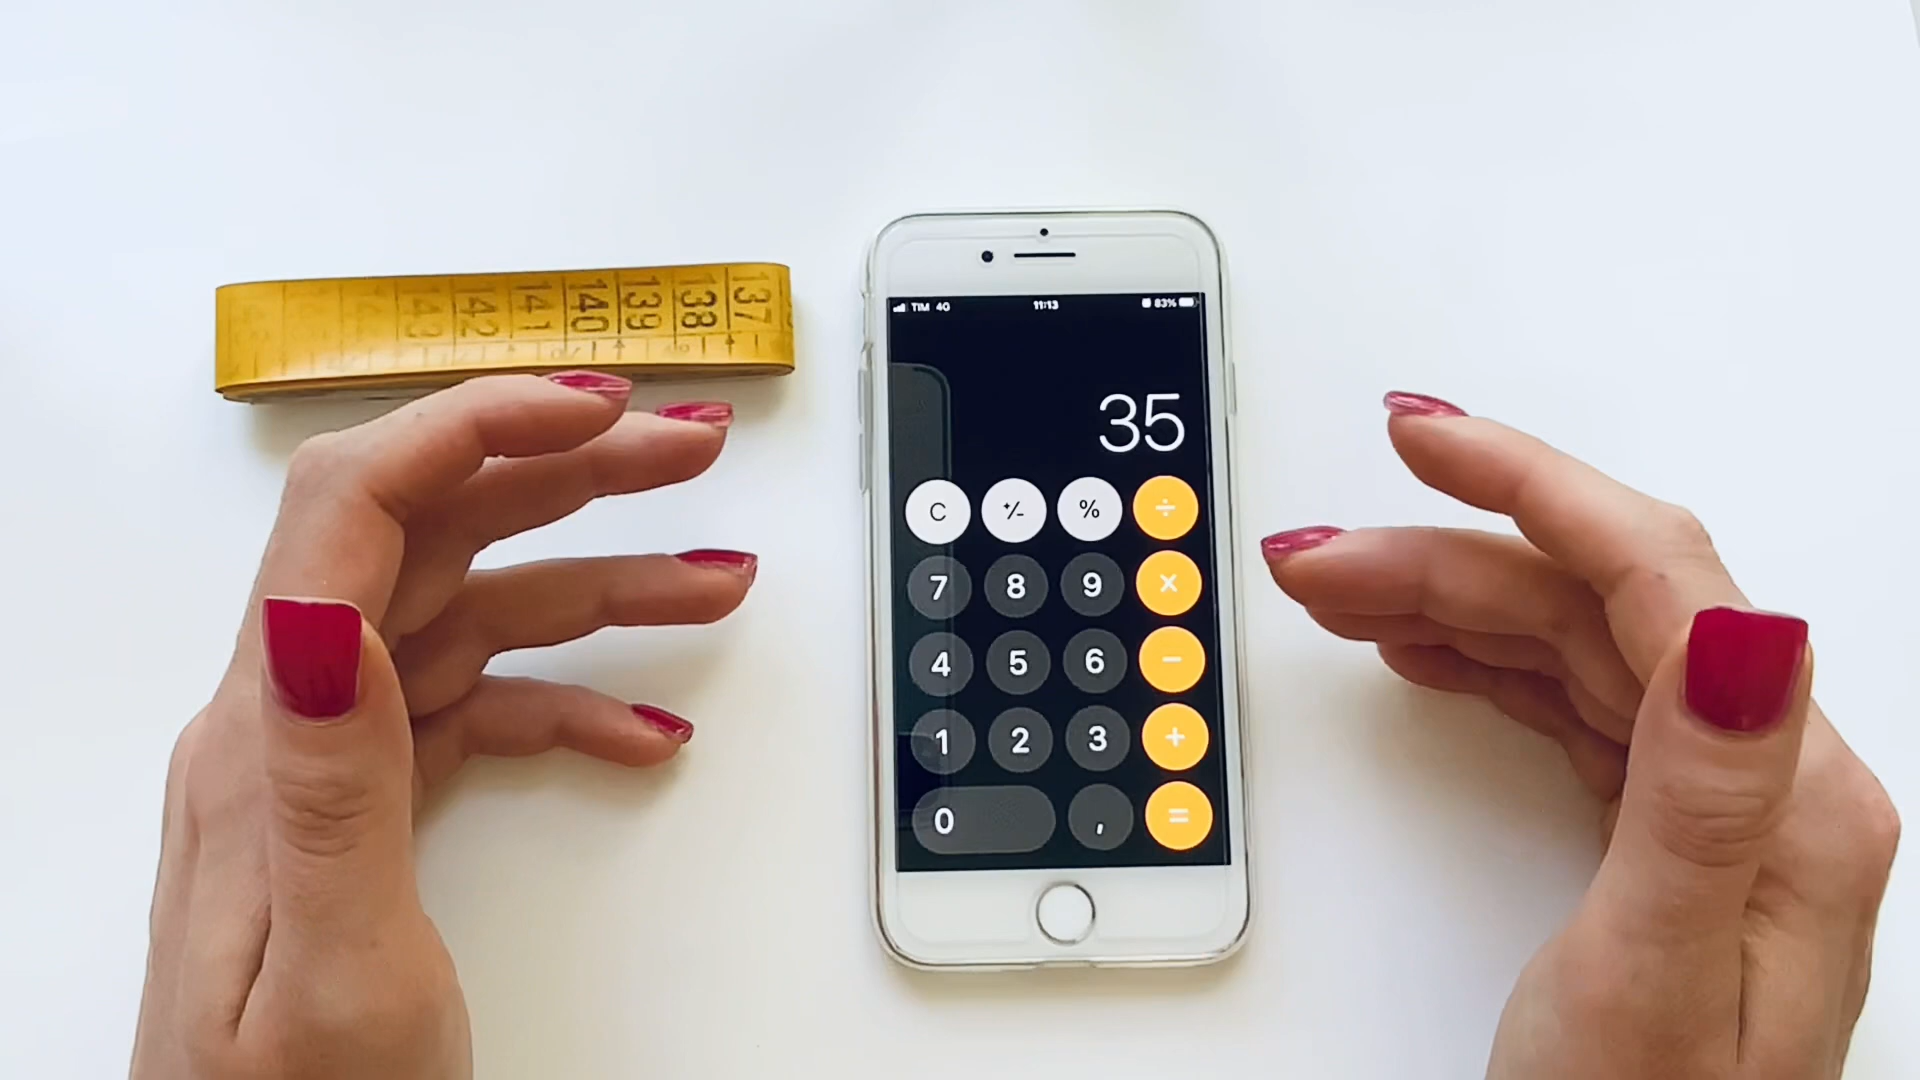 143 142 141 140 139 138 137
TIM 4G 11:13 83%
35
C +/- % ÷
7 8 9 ×
4 5 6 −
1 2 3 +
0 , =